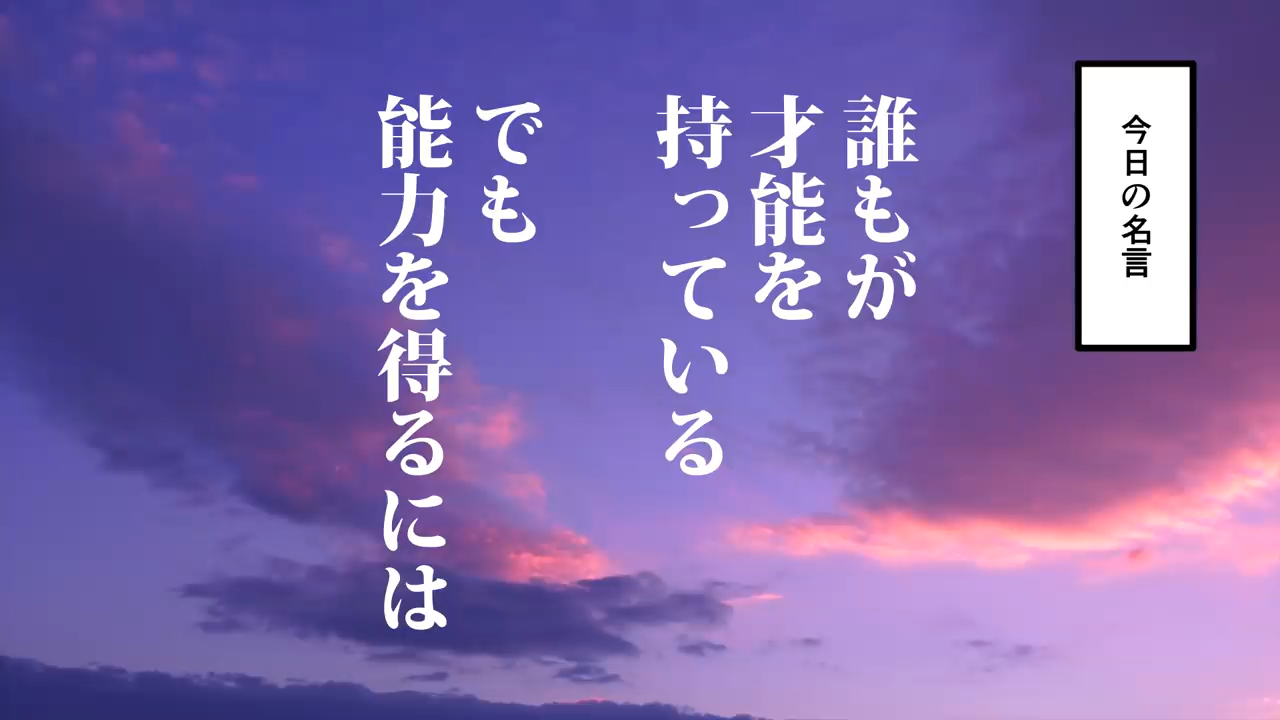 今日の名言
誰もが
才能を
持っている
でも
能力を得るには